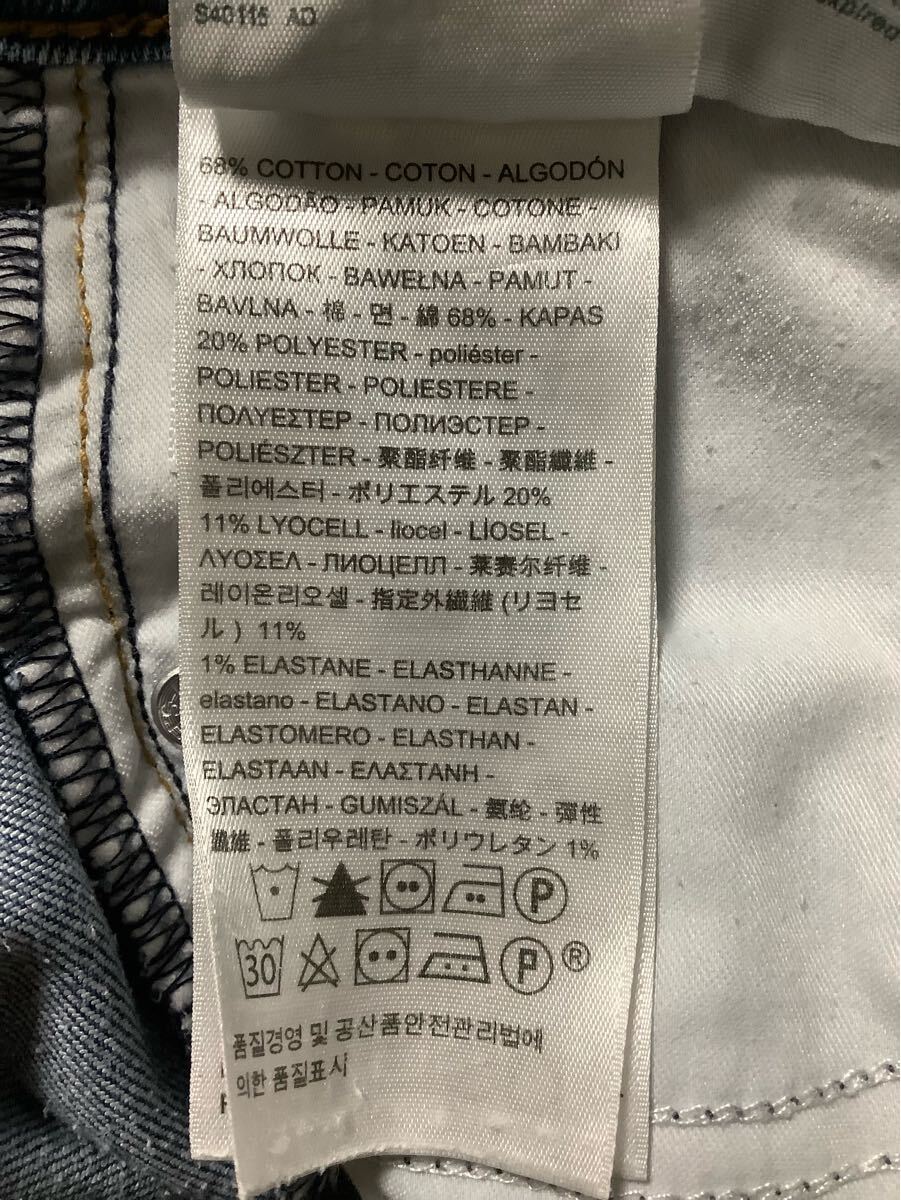 S40115 AD
expired
68% COTTON - COTON - ALGODÓN
- ALGODÃO - PAMUK - COTONE -
BAUMWOLLE - KATOEN - BAMBAKI
- ХЛОПОК - BAWEŁNA - PAMUT -
BAVLNA - 棉 - 면 - 綿 68% - KAPAS
20% POLYESTER - poliéster -
POLIESTER - POLIESTERE -
ΠΟΛΥΕΣΤΕΡ - ПОЛИЭСТЕР -
POLIÉSZTER - 聚酯纤维 - 聚酯纖維 -
폴리에스터 - ポリエステル 20%
11% LYOCELL - liocel - LİOSEL -
ΛΥΟΣΕΛ - ЛИОЦЕЛЛ - 莱赛尔纤维 -
레이온리오셀 - 指定外繊維 (リヨセ
ル ) 11%
1% ELASTANE - ELASTHANNE -
elastano - ELASTANO - ELASTAN -
ELASTOMERO - ELASTHAN -
ELASTAAN - ΕΛΑΣΤΑΝΗ -
ЭЛАСТАН - GUMISZÁL - 氨纶 - 彈性
纖維 - 폴리우레탄 - ポリウレタン 1%
P
30 P ®
품질경영 및 공산품안전관리법에
의한 품질표시